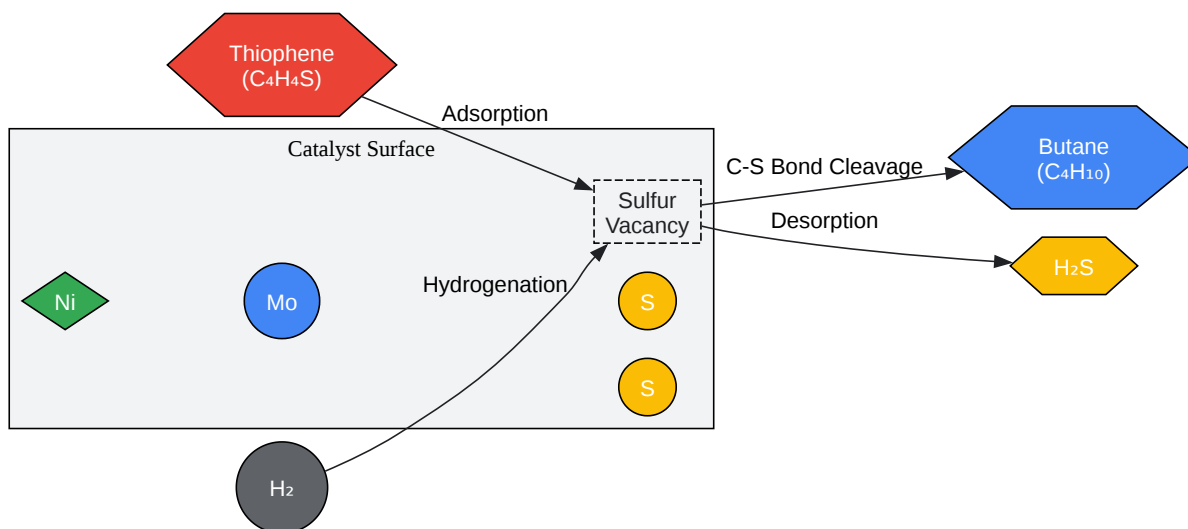 Thiophene
(C₄H₄S)
Adsorption
Catalyst Surface
Butane
(C₄H₁₀)
C-S Bond Cleavage
Sulfur
Vacancy
Desorption
H₂S
Hydrogenation
Ni
Mo
S
S
H₂